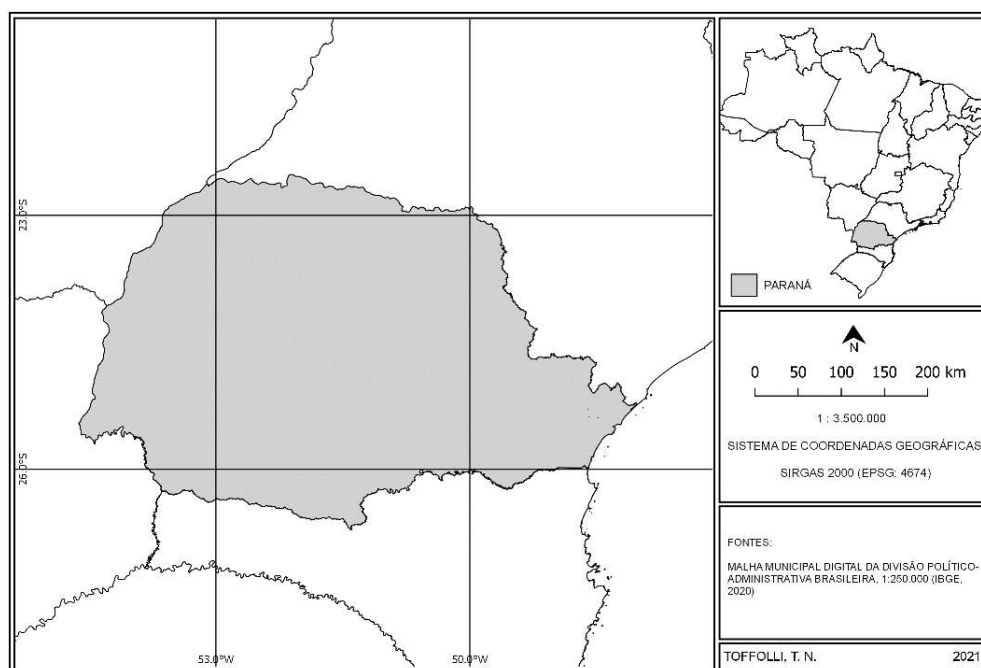 23.0°S
26.0°S
53.0°W
50.0°W
PARANÁ
N
0 50 100 150 200 km
1 : 3.500.000
SISTEMA DE COORDENADAS GEOGRÁFICAS
SIRGAS 2000 (EPSG: 4674)
FONTES:
MALHA MUNICIPAL DIGITAL DA DIVISÃO POLÍTICO-
ADMINISTRATIVA BRASILEIRA, 1:250.000 (IBGE,
2020)
TOFFOLLI, T. N. 2021